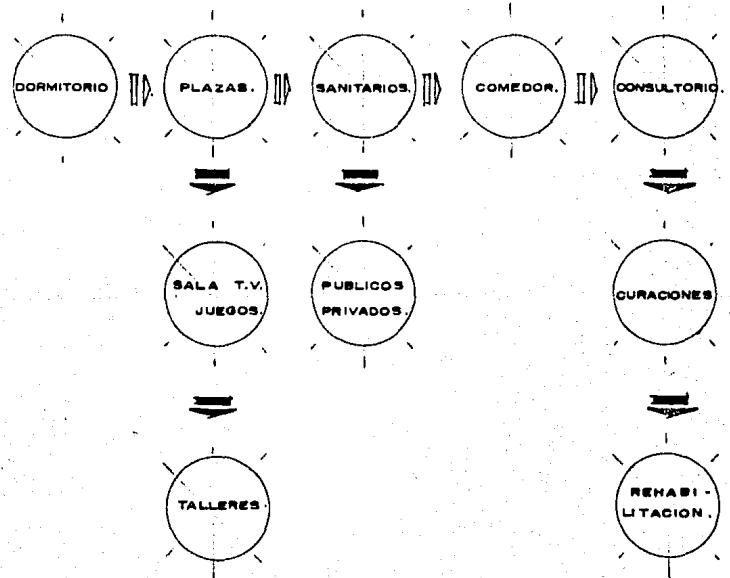 DORMITORIO
PLAZAS.
SANITARIOS.
COMEDOR.
CONSULTORIO.
SALA T.V.
JUEGOS.
PUBLICOS
PRIVADOS.
CURACIONES
TALLERES.
REHABI -
LITACION.